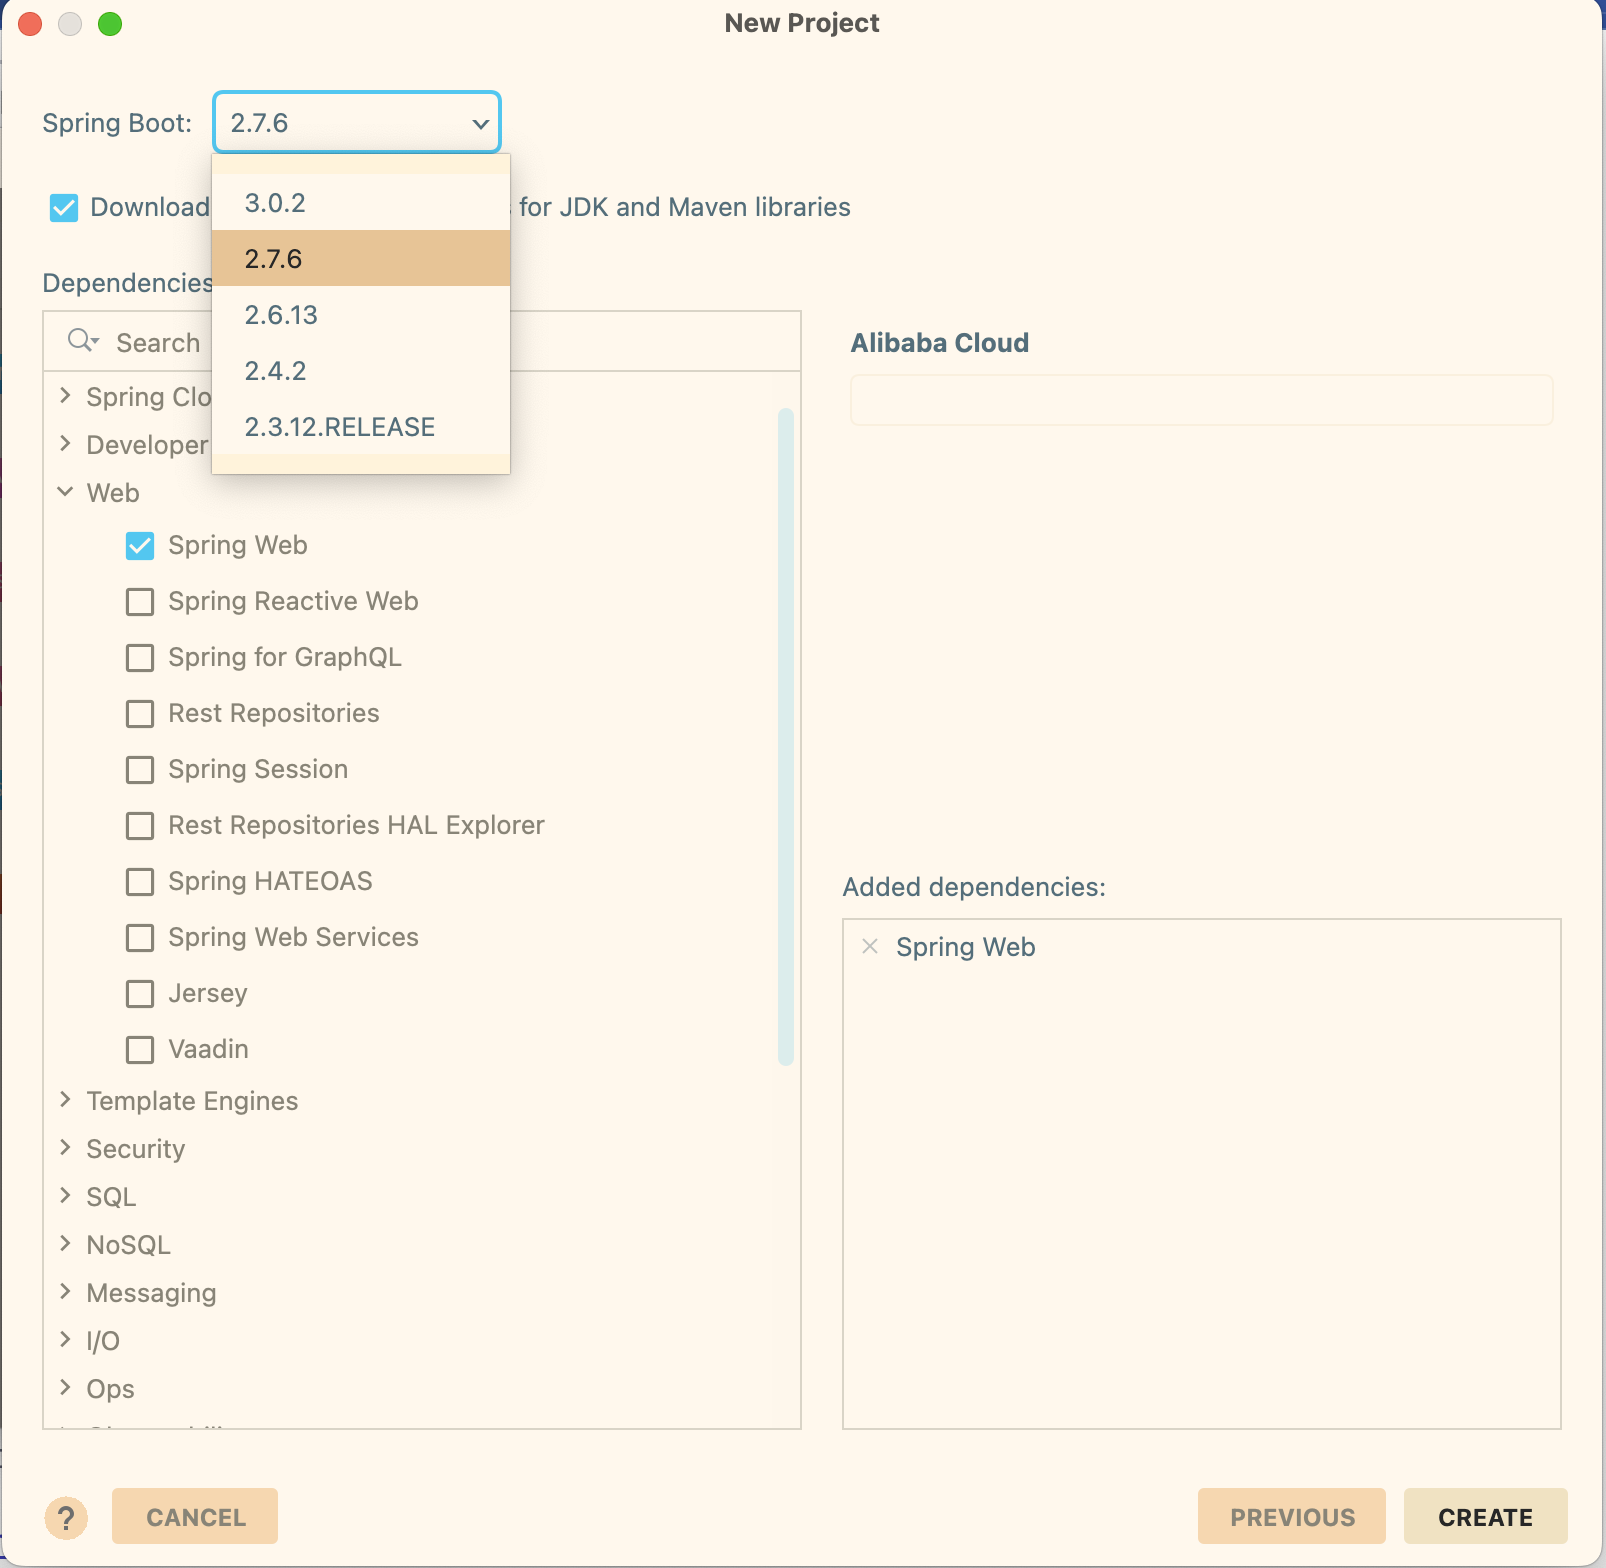 New Project
Spring Boot:
2.7.6
3.0.2
2.7.6
2.6.13
2.4.2
2.3.12.RELEASE
Download
for JDK and Maven libraries
Dependencies
Search
Spring Clo
Developer
Web
Spring Web
Spring Reactive Web
Spring for GraphQL
Rest Repositories
Spring Session
Rest Repositories HAL Explorer
Spring HATEOAS
Spring Web Services
Jersey
Vaadin
Template Engines
Security
SQL
NoSQL
Messaging
I/O
Ops
Alibaba Cloud
Added dependencies:
× Spring Web
?
CANCEL
PREVIOUS
CREATE